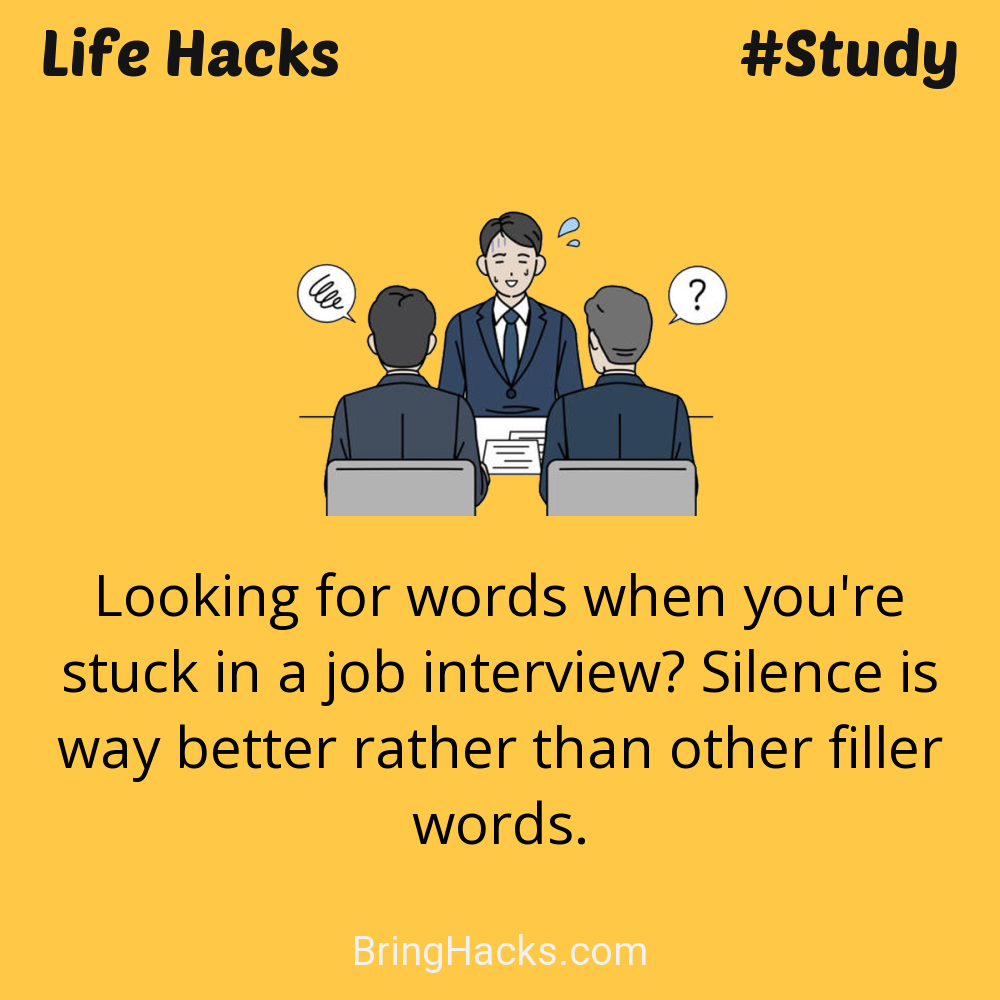 Life Hacks
#Study
?
Looking for words when you're
stuck in a job interview? Silence is
way better rather than other filler
words.
BringHacks.com